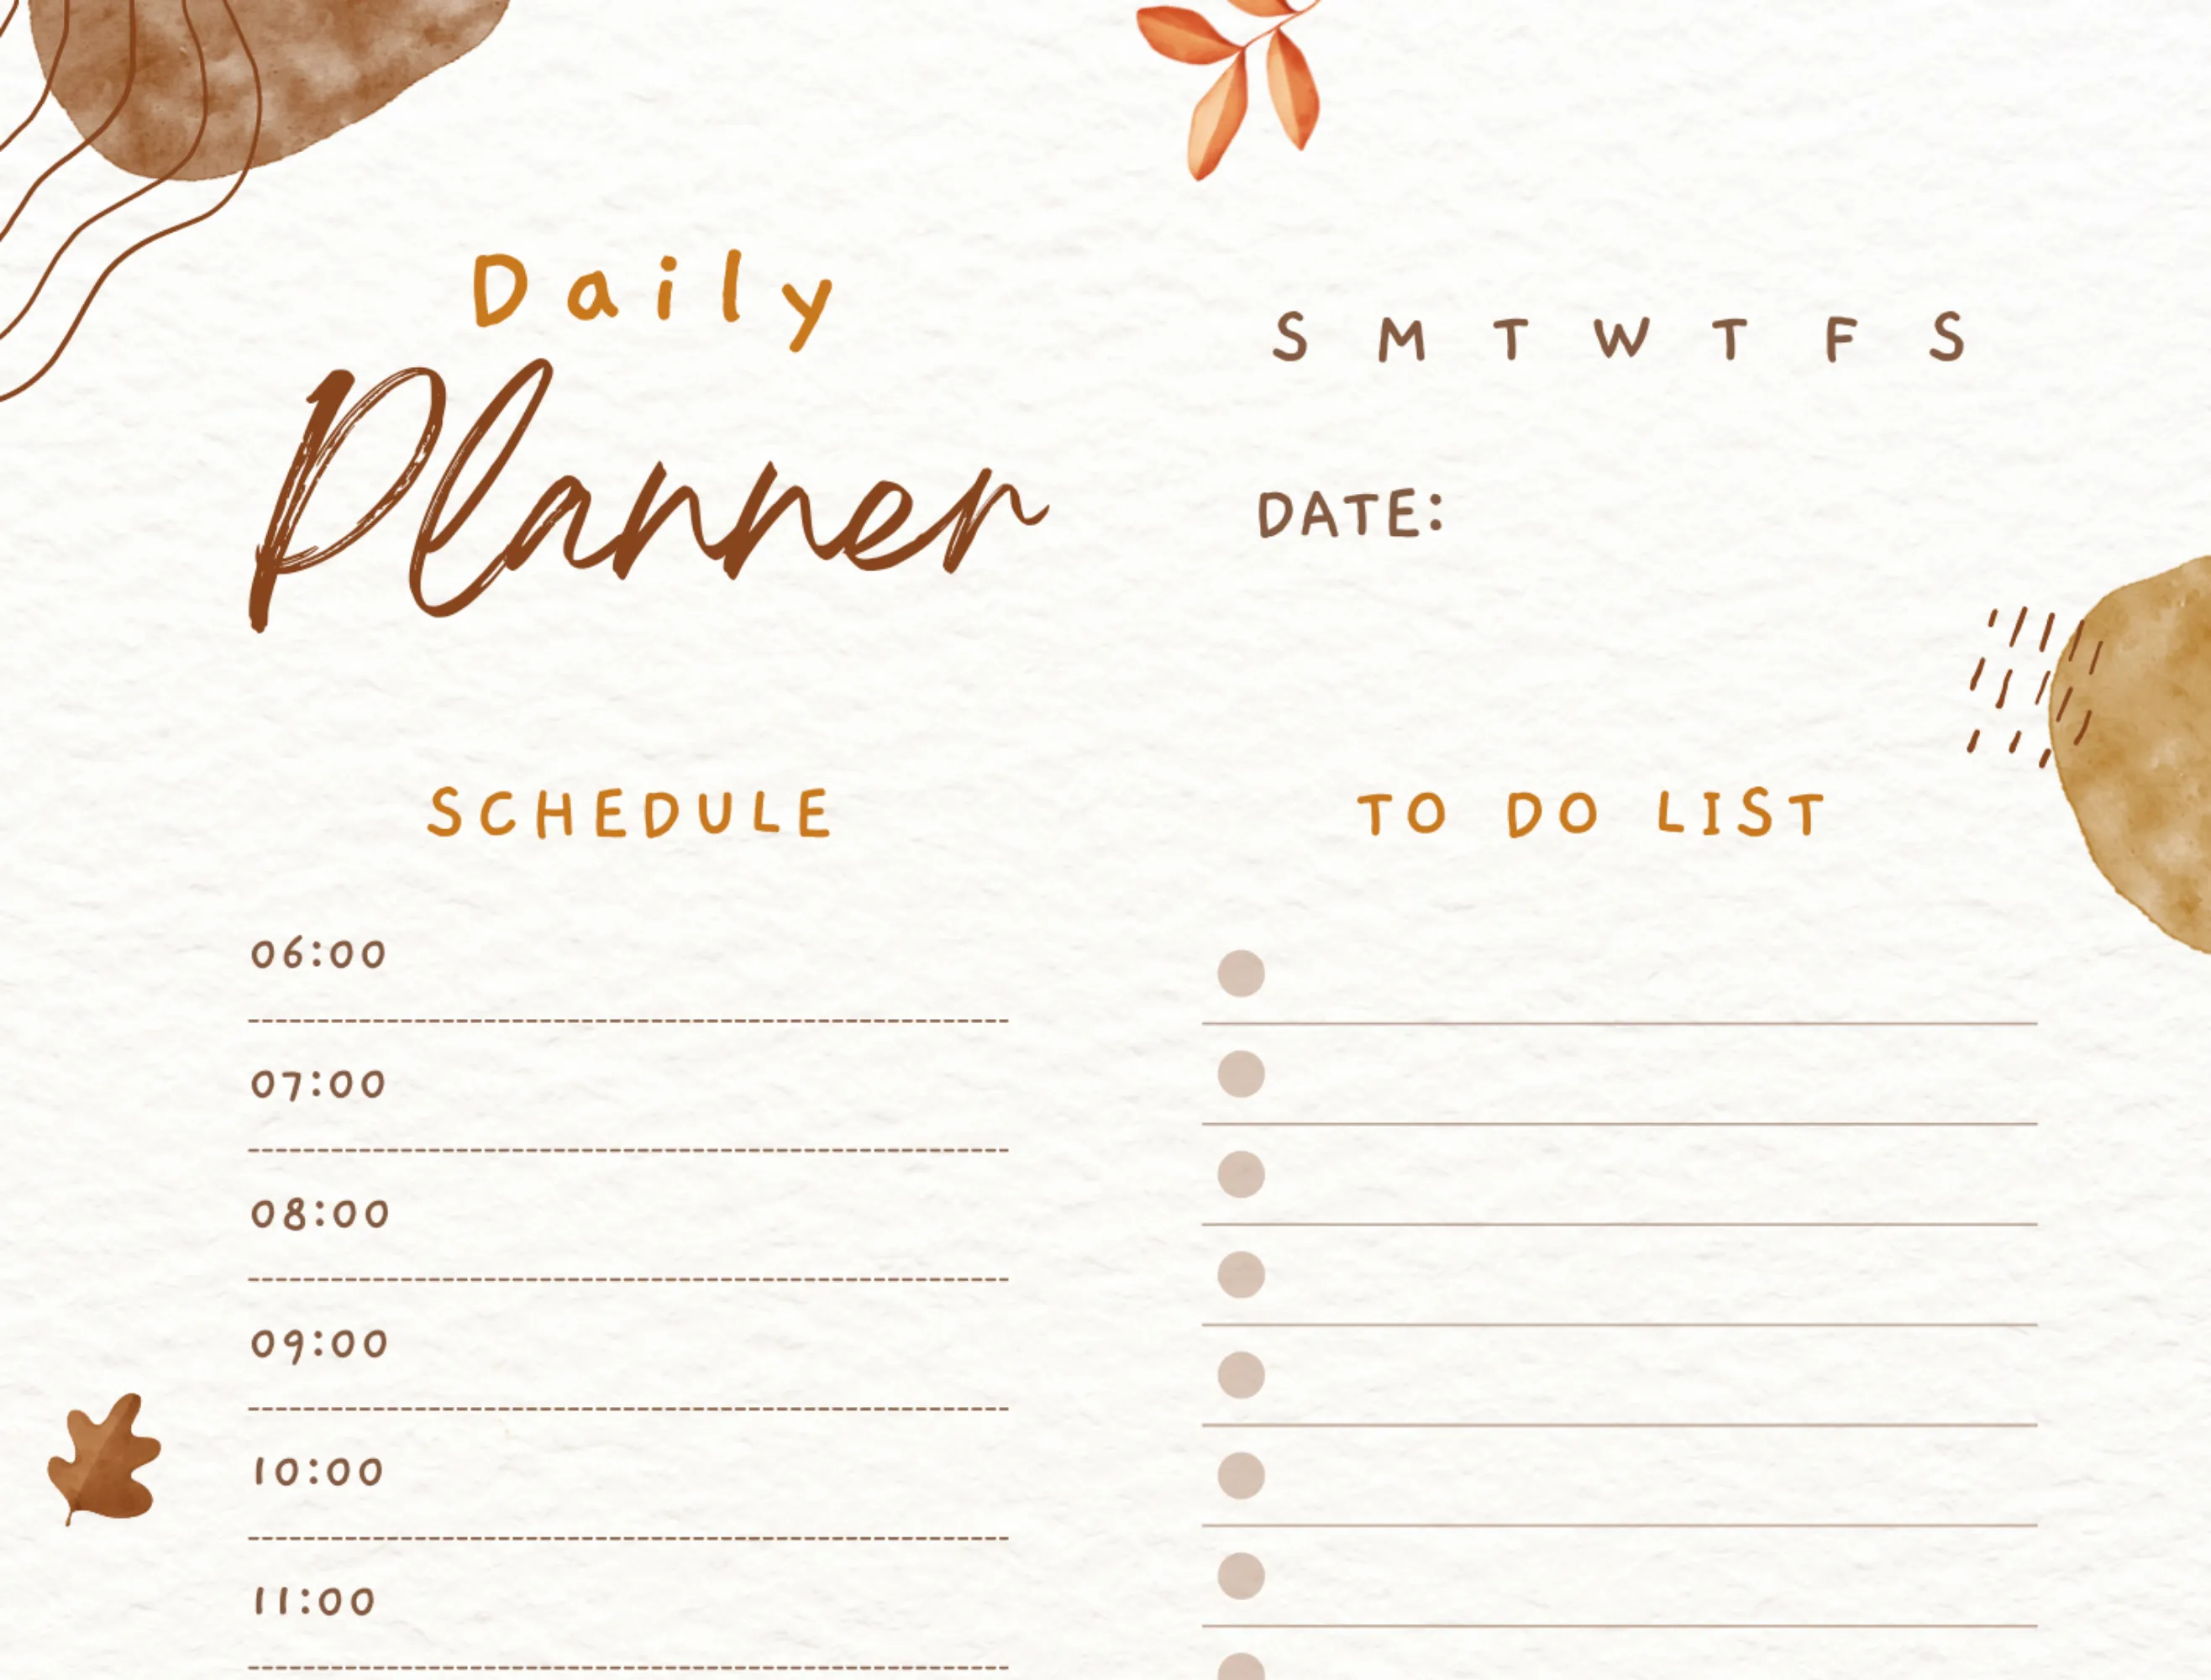 Daily
Planner
S M T W T F S
DATE:
SCHEDULE
06:00
07:00
08:00
09:00
10:00
11:00
TO DO LIST